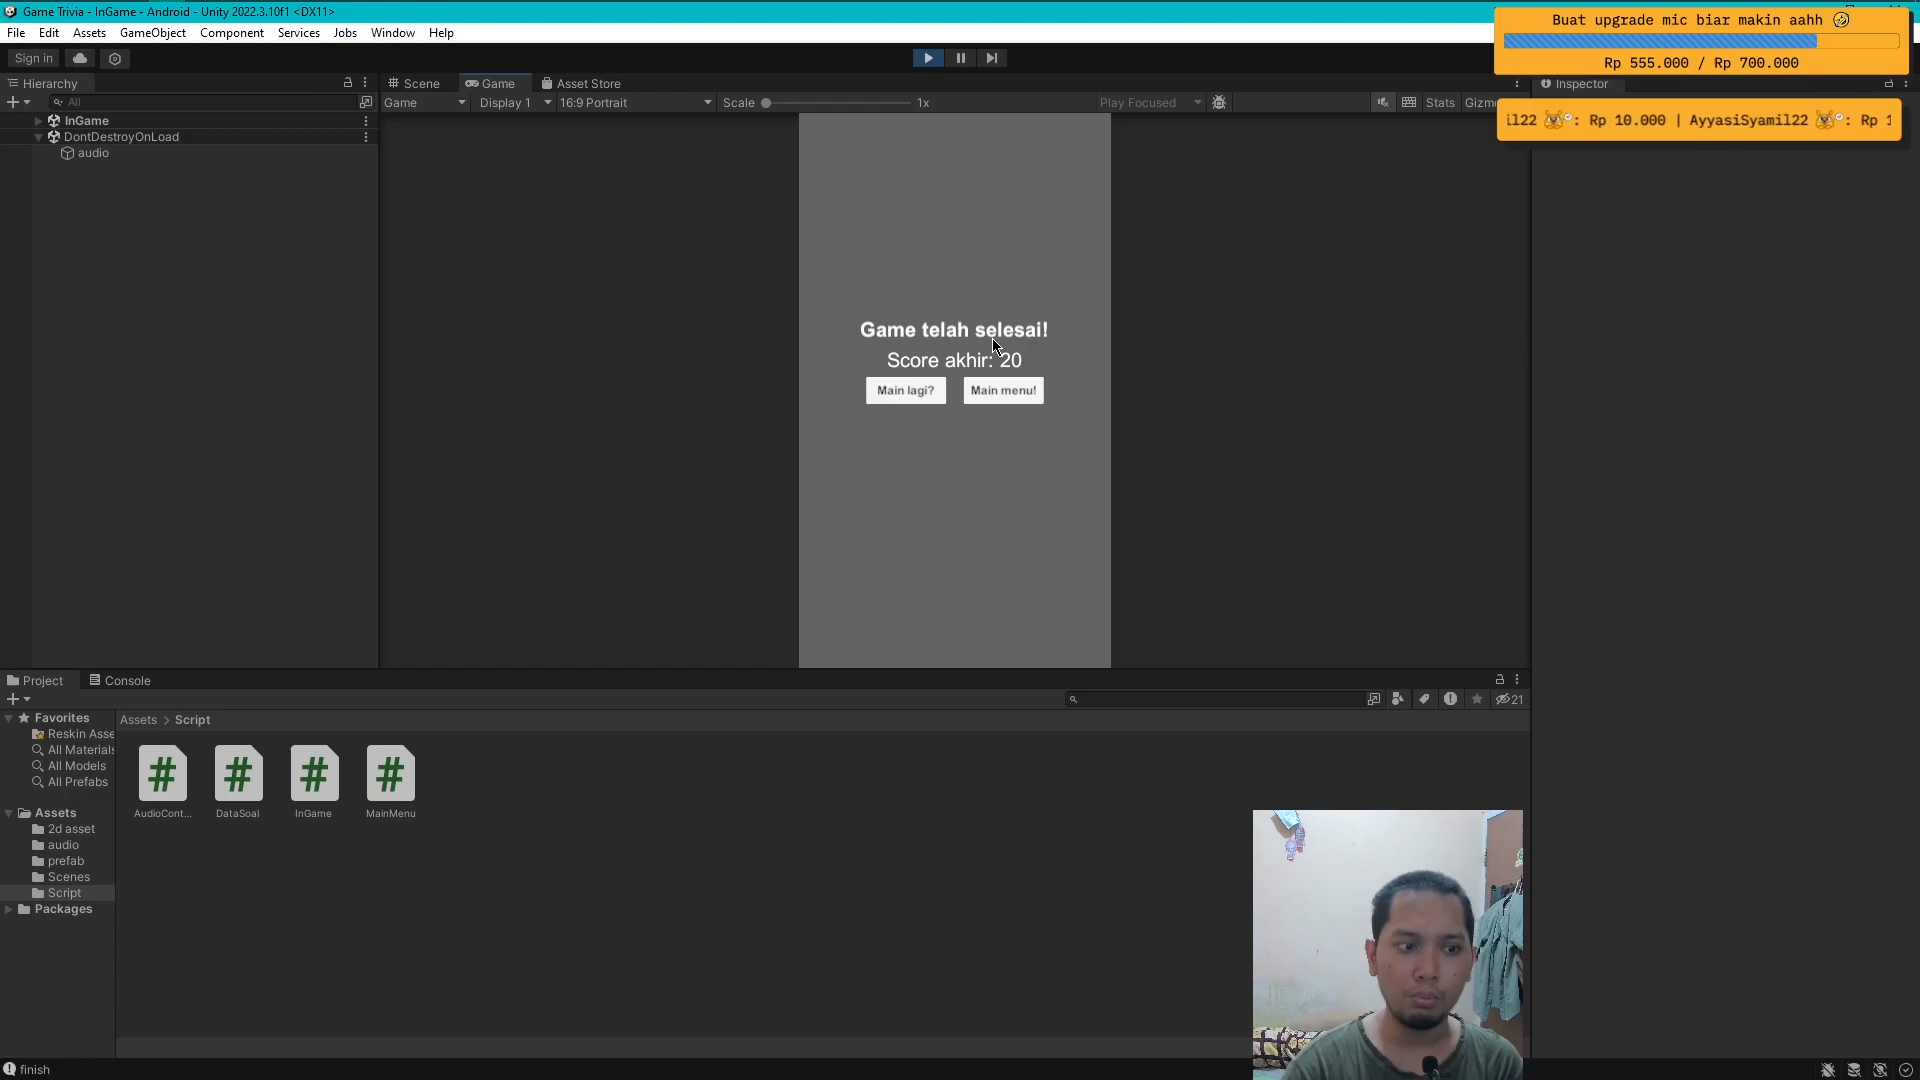 Game Trivia - InGame - Android - Unity 2022.3.10f1 <DX11>
File Edit Assets GameObject Component Services Jobs Window Help
Buat upgrade mic biar makin aahh
Rp 555.000 / Rp 700.000
Sign in
Hierarchy
Scene Game Asset Store
Inspector
All
Game Display 1 16:9 Portrait Scale 1x Play Focused Stats Gizm
il22 : Rp 10.000 | AyyasiSyamil22 : Rp 1
InGame
DontDestroyOnLoad
audio
Game telah selesai!
Score akhir: 20
Main lagi? Main menu!
Project Console
21
Favorites
Reskin Asse
All Materials
All Models
All Prefabs
Assets
2d asset
audio
prefab
Scenes
Script
Packages
Assets > Script
# # # #
AudioCont... DataSoal InGame MainMenu
finish